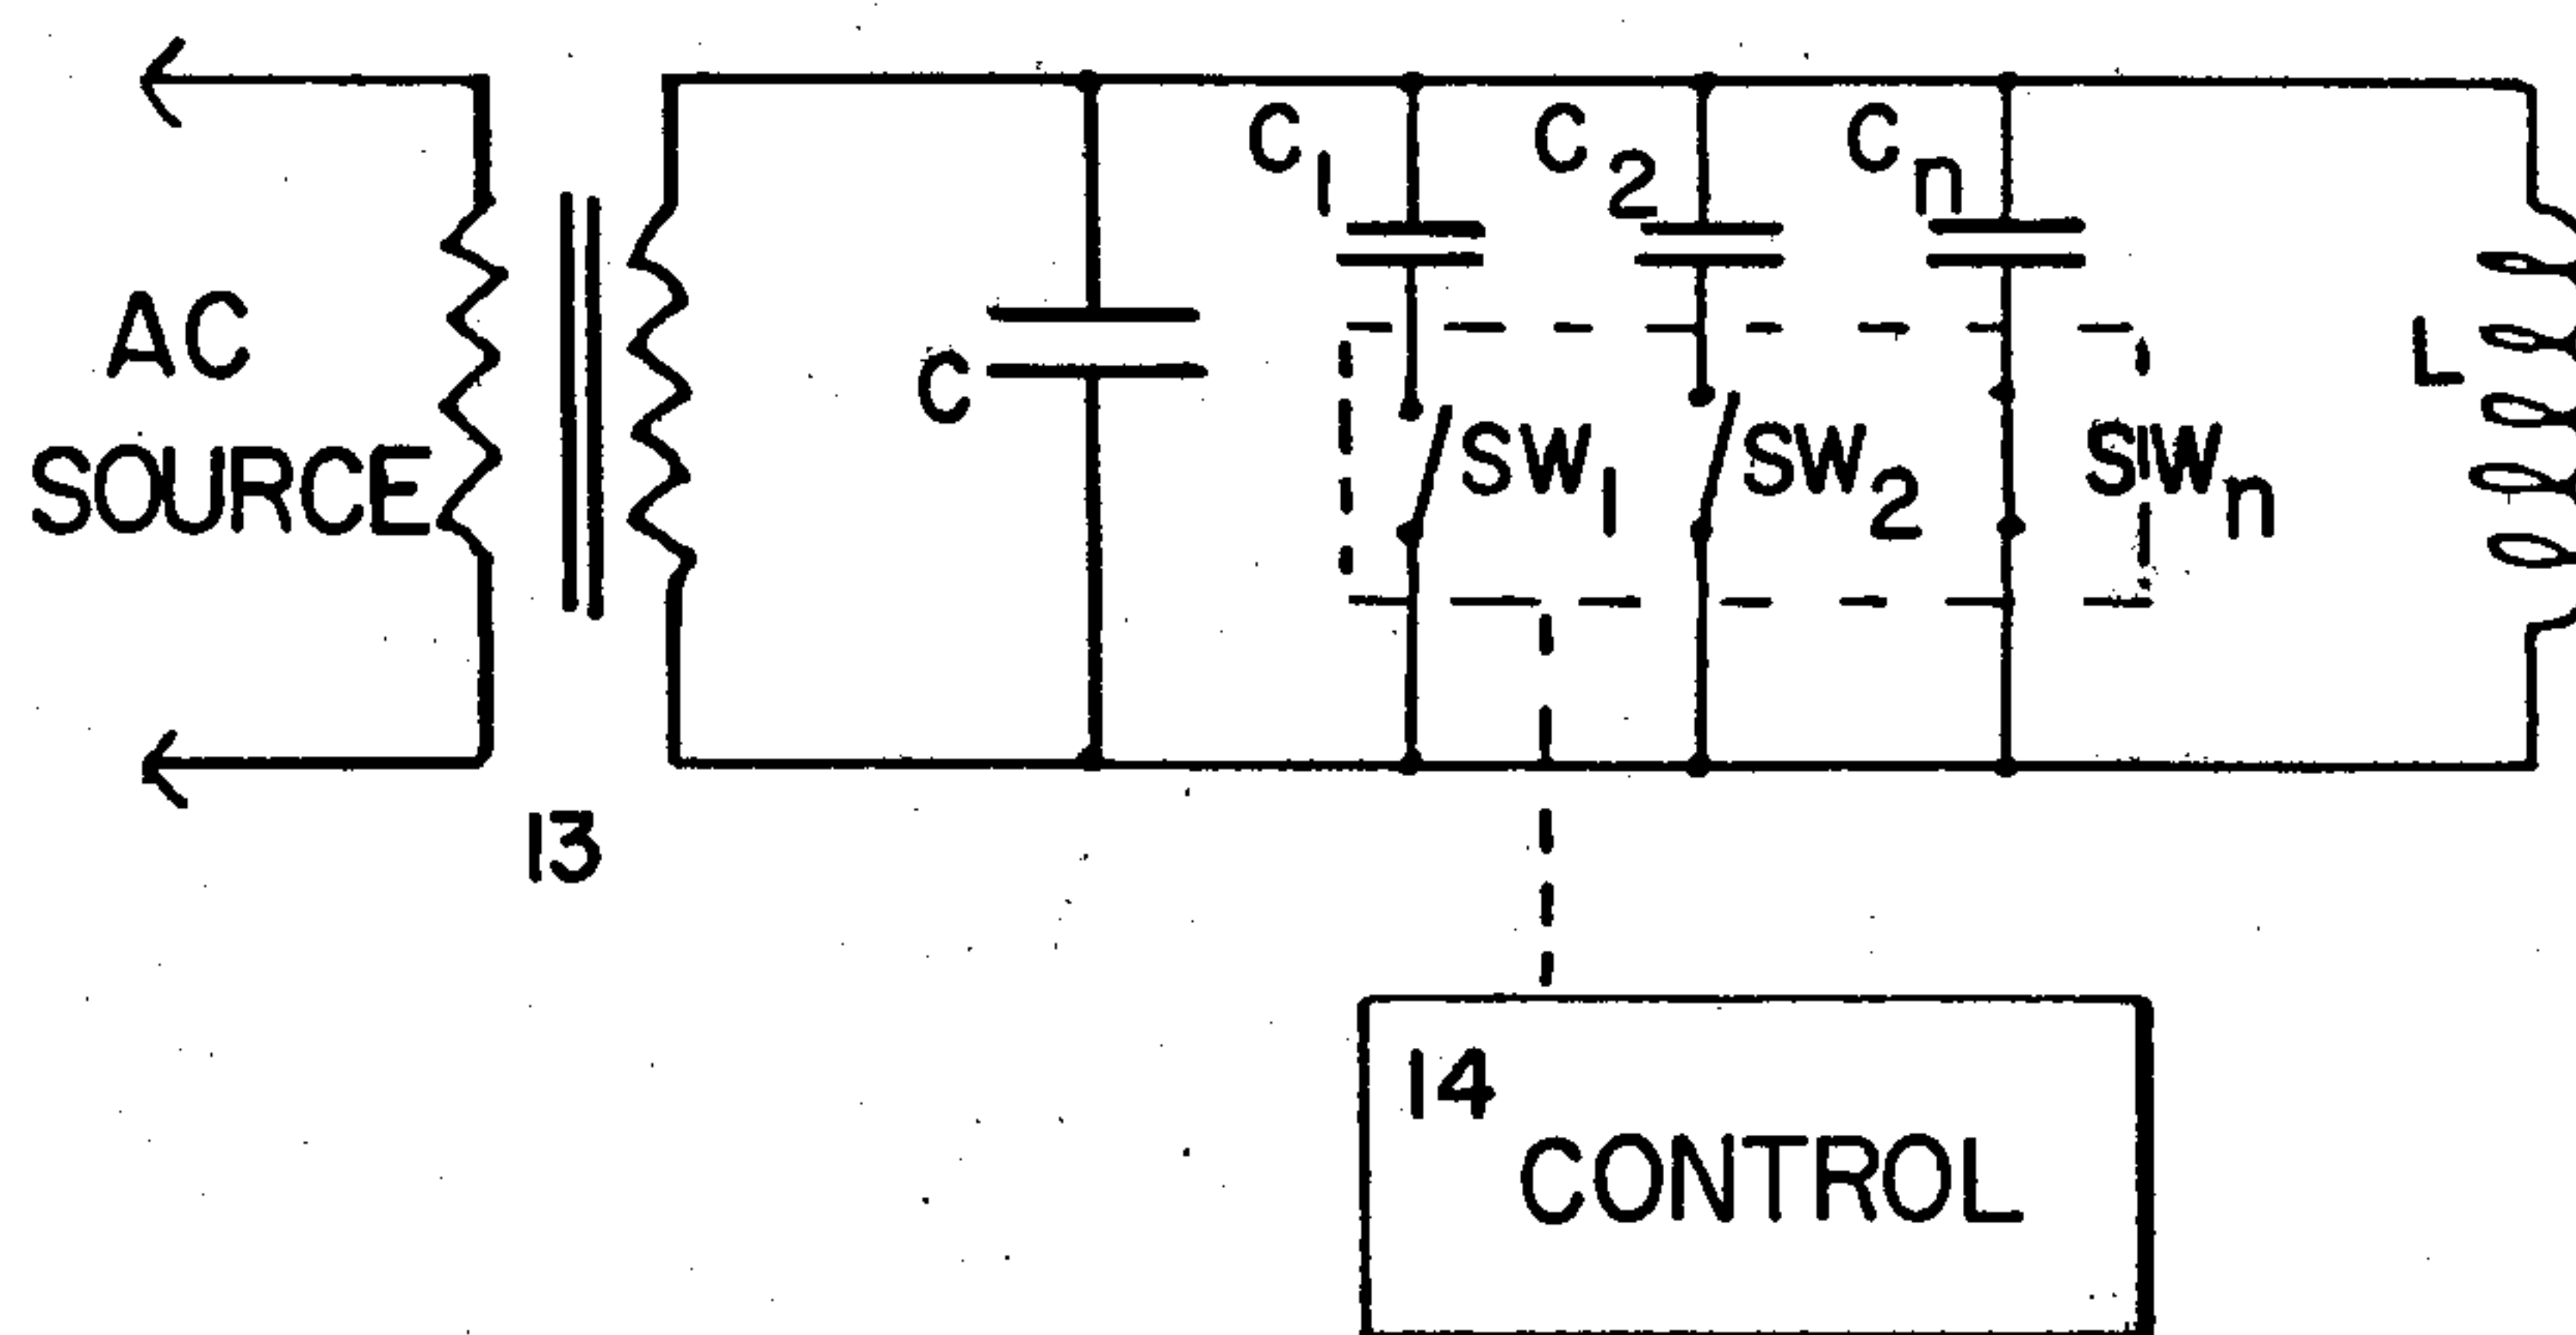 C₁ C₂ Cₙ
AC
SOURCE
C
SW₁ SW₂ SWₙ
L
13
14
CONTROL